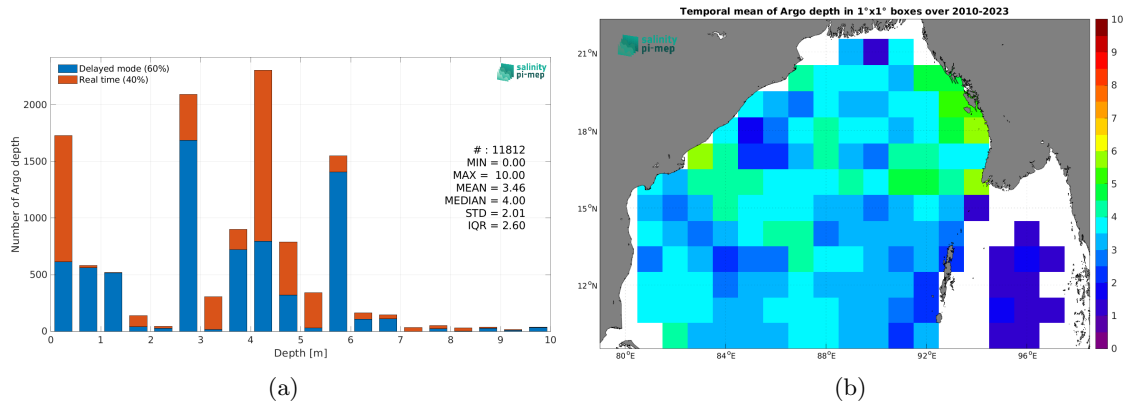 Delayed mode (60%)
Real time (40%)
salinity
pi-mep
# : 11812
MIN = 0.00
MAX = 10.00
MEAN = 3.46
MEDIAN = 4.00
STD = 2.01
IQR = 2.60
Number of Argo depth
2000
1500
1000
500
0
0 1 2 3 4 5 6 7 8 9 10
Depth [m]
(a)
Temporal mean of Argo depth in 1°x1° boxes over 2010-2023
salinity
pi-mep
21°N
18°N
15°N
12°N
80°E 84°E 88°E 92°E 96°E
10
9
8
7
6
5
4
3
2
1
0
(b)